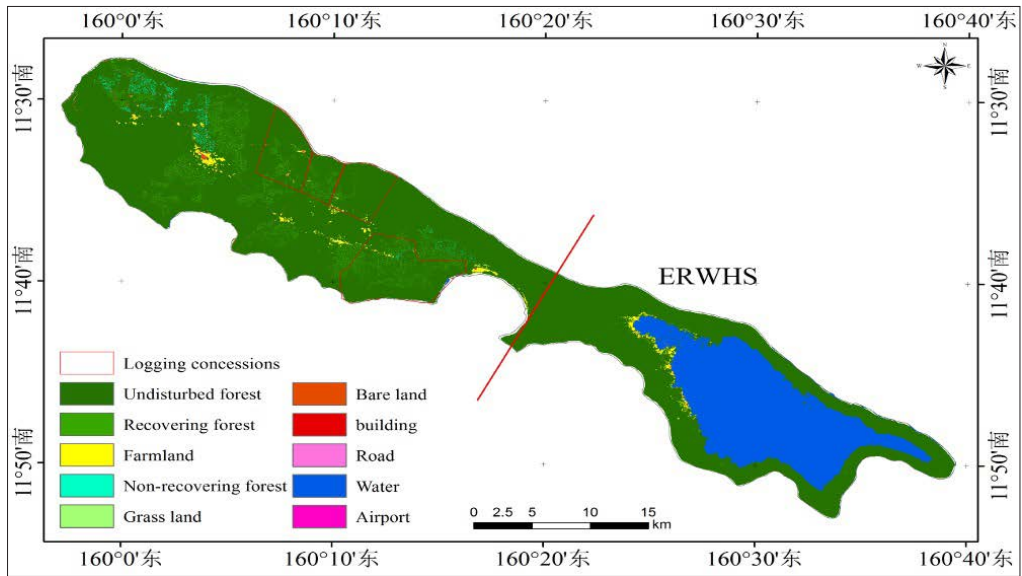 160°0'东 160°10'东 160°20'东 160°30'东 160°40'东
N
W E
S
11°30'南 11°30'南
11°40'南 11°40'南
ERWHS
Logging concessions
Undisturbed forest Bare land
Recovering forest building
Farmland Road
Non-recovering forest Water
Grass land Airport
11°50'南 11°50'南
0 2.5 5 10 15
km
160°0'东 160°10'东 160°20'东 160°30'东 160°40'东